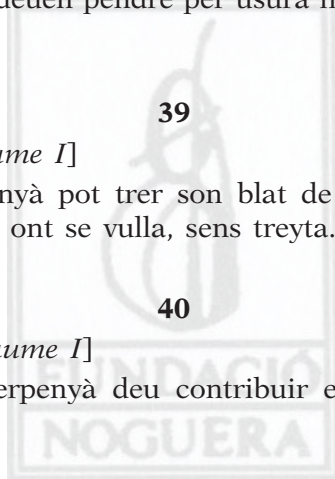 deuen pendre per usura
39
ume I]
nyà pot trer son blat de
ont se vulla, sens treyta.
40
ume I]
erpenyà deu contribuir e
FUNDACIÓ
NOGUERA